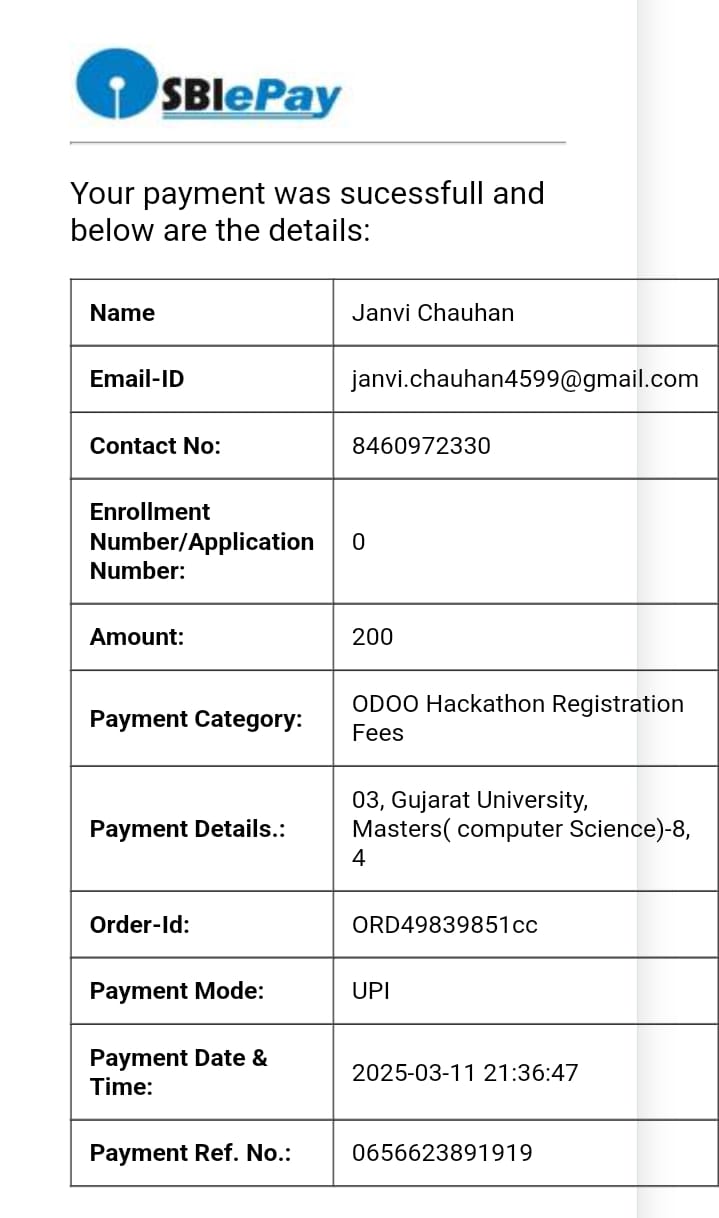 SBIePay
Your payment was sucessfull and
below are the details:
Name Janvi Chauhan
Email-ID janvi.chauhan4599@gmail.com
Contact No: 8460972330
Enrollment
Number/Application
Number: 0
Amount: 200
Payment Category: ODOO Hackathon Registration
Fees
Payment Details.: 03, Gujarat University,
Masters( computer Science)-8,
4
Order-Id: ORD49839851cc
Payment Mode: UPI
Payment Date &
Time: 2025-03-11 21:36:47
Payment Ref. No.: 0656623891919